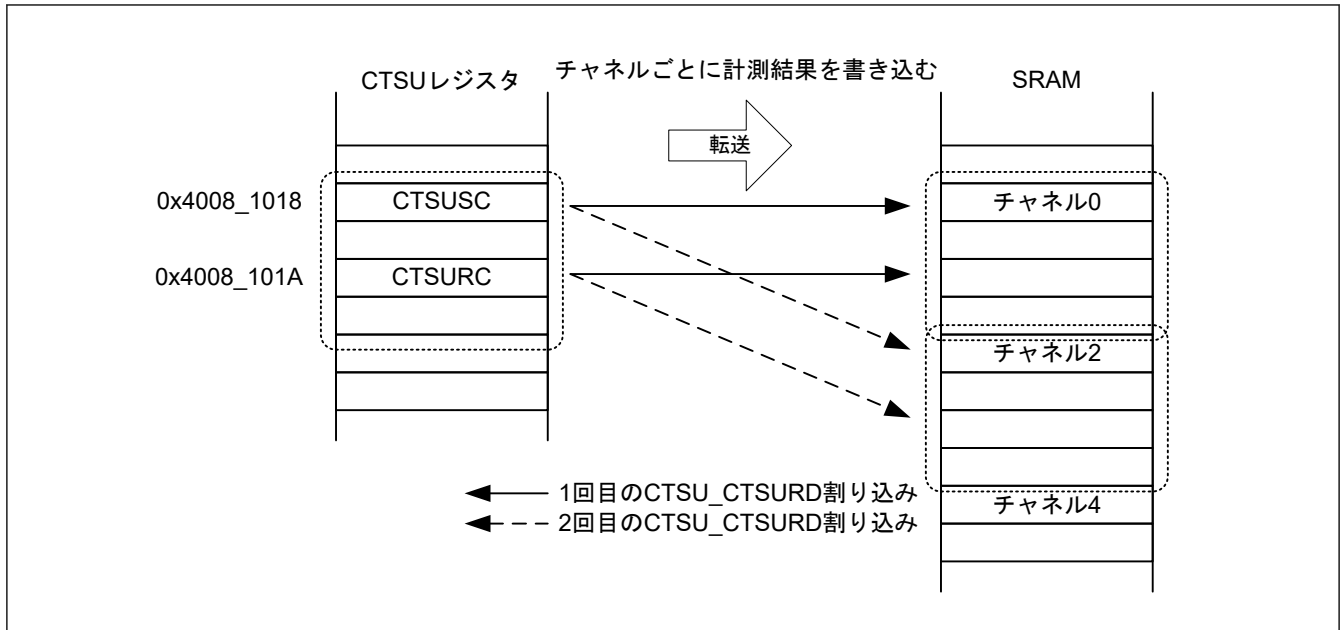 チャネルごとに計測結果を書き込む
CTSUレジスタ
SRAM
転送
0x4008_1018
CTSUSC
チャネル0
0x4008_101A
CTSURC
チャネル2
1回目のCTSU_CTSURD割り込み
チャネル4
2回目のCTSU_CTSURD割り込み